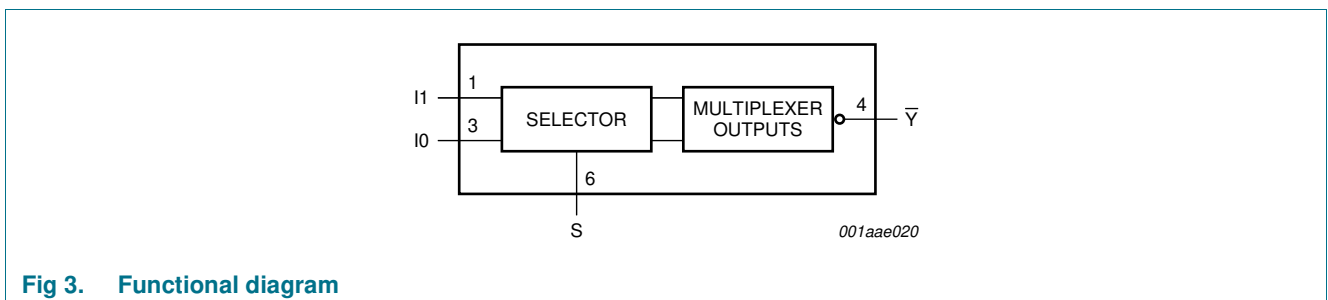 I1
1
I0
3
SELECTOR
MULTIPLEXER
OUTPUTS
4
Y̅
6
S
001aae020
Fig 3. Functional diagram